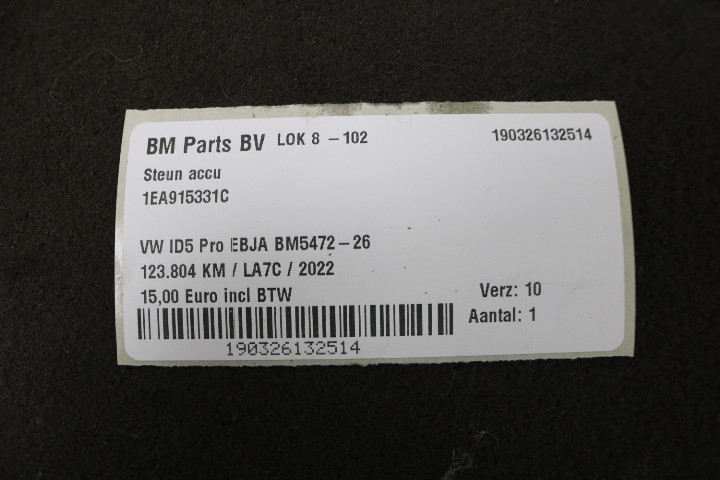 BM Parts BV LOK 8 - 102 190326132514
Steun accu
1EA915331C
VW ID5 Pro EBJA BM5472-26
123.804 KM / LA7C / 2022
15,00 Euro incl BTW Verz: 10
Aantal: 1
190326132514